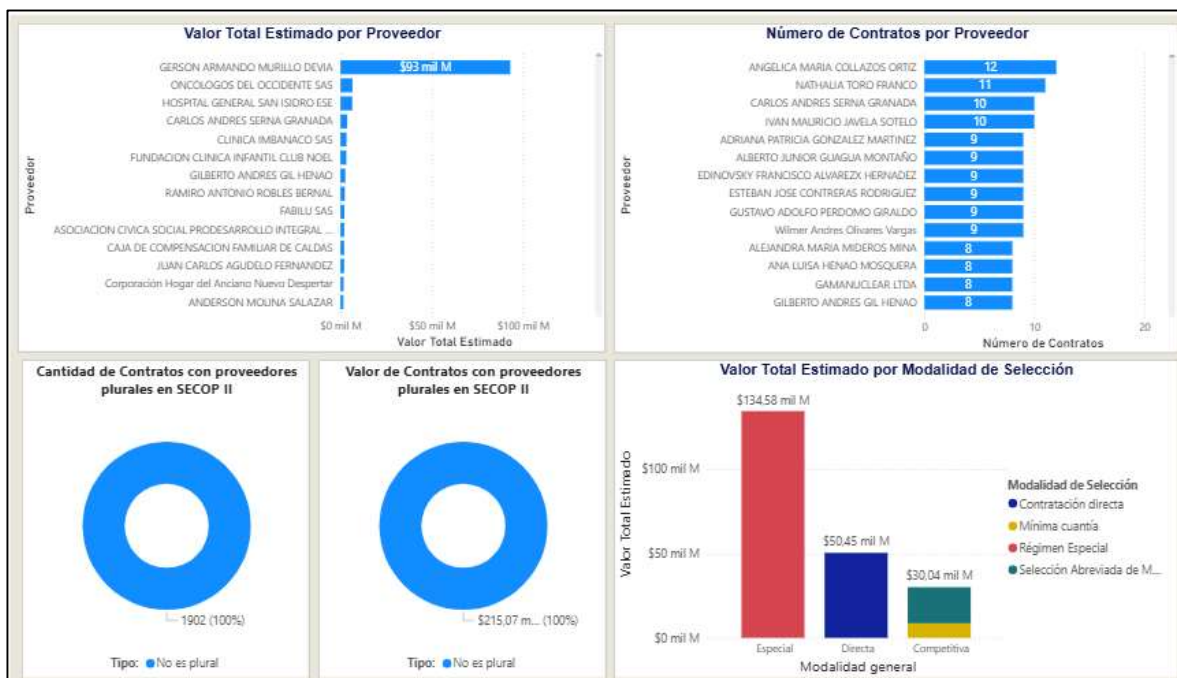 Valor Total Estimado por Proveedor
Proveedor
GERSON ARMANDO MURILLO DEVIA
$93 mil M
ONCOLOGOS DEL OCCIDENTE SAS
HOSPITAL GENERAL SAN ISIDRO ESE
CARLOS ANDRES SERNA GRANADA
CLINICA IMBANACO SAS
FUNDACION CLINICA INFANTIL CLUB NOEL
GILBERTO ANDRES GIL HENAO
RAMIRO ANTONIO ROBLES BERNAL
FABILU SAS
ASOCIACION CIVICA SOCIAL PRODESARROLLO INTEGRAL ...
CAJA DE COMPENSACION FAMILIAR DE CALDAS
JUAN CARLOS AGUDELO FERNANDEZ
Corporación Hogar del Anciano Nuevo Despertar
ANDERSON MOLINA SALAZAR
$0 mil M $50 mil M $100 mil M
Valor Total Estimado
Número de Contratos por Proveedor
Proveedor
ANGELICA MARIA COLLAZOS ORTIZ 12
NATHALIA TORO FRANCO 11
CARLOS ANDRES SERNA GRANADA 10
IVAN MAURICIO JAVELA SOTELO 10
ADRIANA PATRICIA GONZALEZ MARTINEZ 9
ALBERTO JUNIOR GUAGUA MONTAÑO 9
EDINOVSKY FRANCISCO ALVAREZX HERNADEZ 9
ESTEBAN JOSE CONTRERAS RODRIGUEZ 9
GUSTAVO ADOLFO PERDOMO GIRALDO 9
Wilmer Andres Olivares Vargas 9
ALEJANDRA MARIA MIDEROS MINA 8
ANA LUISA HENAO MOSQUERA 8
GAMANUCLEAR LTDA 8
GILBERTO ANDRES GIL HENAO 8
0 10 20
Número de Contratos
Cantidad de Contratos con proveedores
plurales en SECOP II
1902 (100%)
Tipo: No es plural
Valor de Contratos con proveedores
plurales en SECOP II
$215,07 m... (100%)
Tipo: No es plural
Valor Total Estimado por Modalidad de Selección
Valor Total Estimado
$134,58 mil M
$100 mil M
$50,45 mil M
$50 mil M
$30,04 mil M
$0 mil M
Especial Directa Competitiva
Modalidad general
Modalidad de Selección
Contratación directa
Mínima cuantía
Régimen Especial
Selección Abreviada de M...